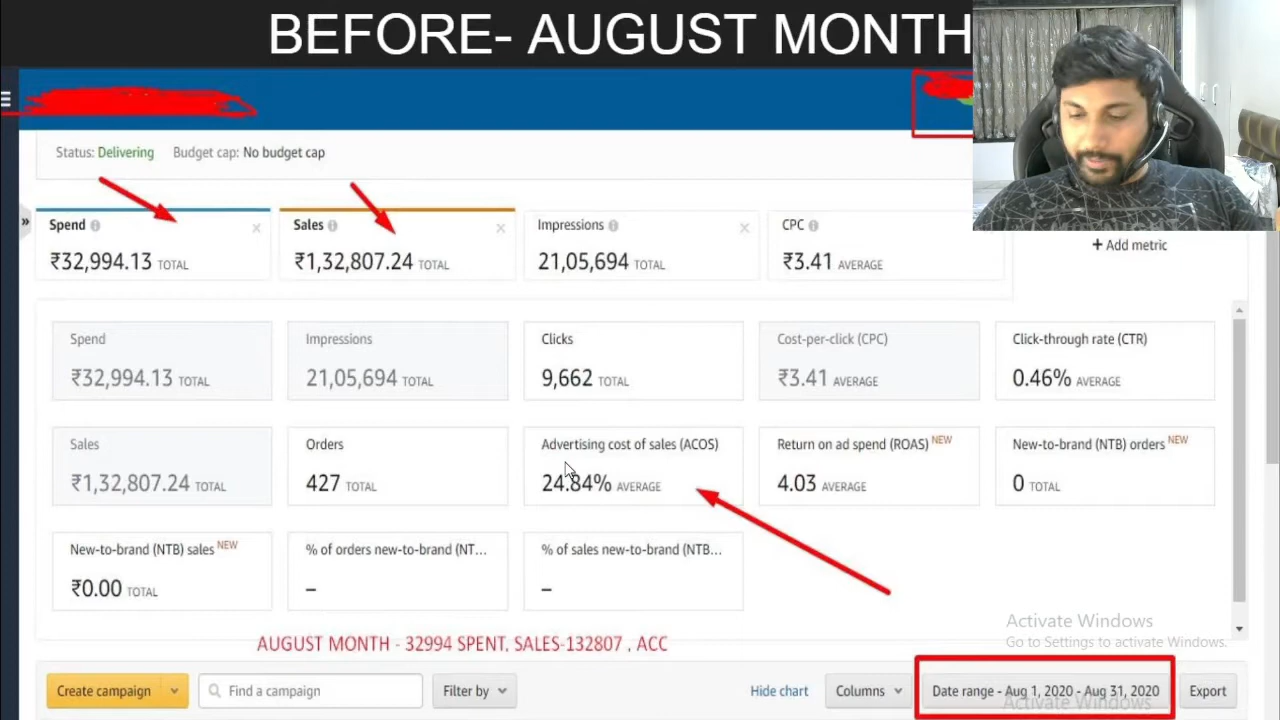 BEFORE- AUGUST MONTH
Status: Delivering Budget cap: No budget cap
»
Spend Sales Impressions CPC
+ Add metric
₹32,994.13 TOTAL ₹1,32,807.24 TOTAL 21,05,694 TOTAL ₹3.41 AVERAGE
Spend Impressions Clicks Cost-per-click (CPC) Click-through rate (CTR)
₹32,994.13 TOTAL 21,05,694 TOTAL 9,662 TOTAL ₹3.41 AVERAGE 0.46% AVERAGE
Sales Orders Advertising cost of sales (ACOS) Return on ad spend (ROAS) NEW New-to-brand (NTB) orders NEW
₹1,32,807.24 TOTAL 427 TOTAL 24.84% AVERAGE 4.03 AVERAGE 0 TOTAL
New-to-brand (NTB) sales NEW % of orders new-to-brand (NT... % of sales new-to-brand (NTB...
₹0.00 TOTAL – –
Activate Windows
Go to Settings to activate Windows.
AUGUST MONTH - 32994 SPENT, SALES-132807 , ACC
Create campaign Find a campaign Filter by Hide chart Columns Date range - Aug 1, 2020 - Aug 31, 2020 Export
Activate Windows